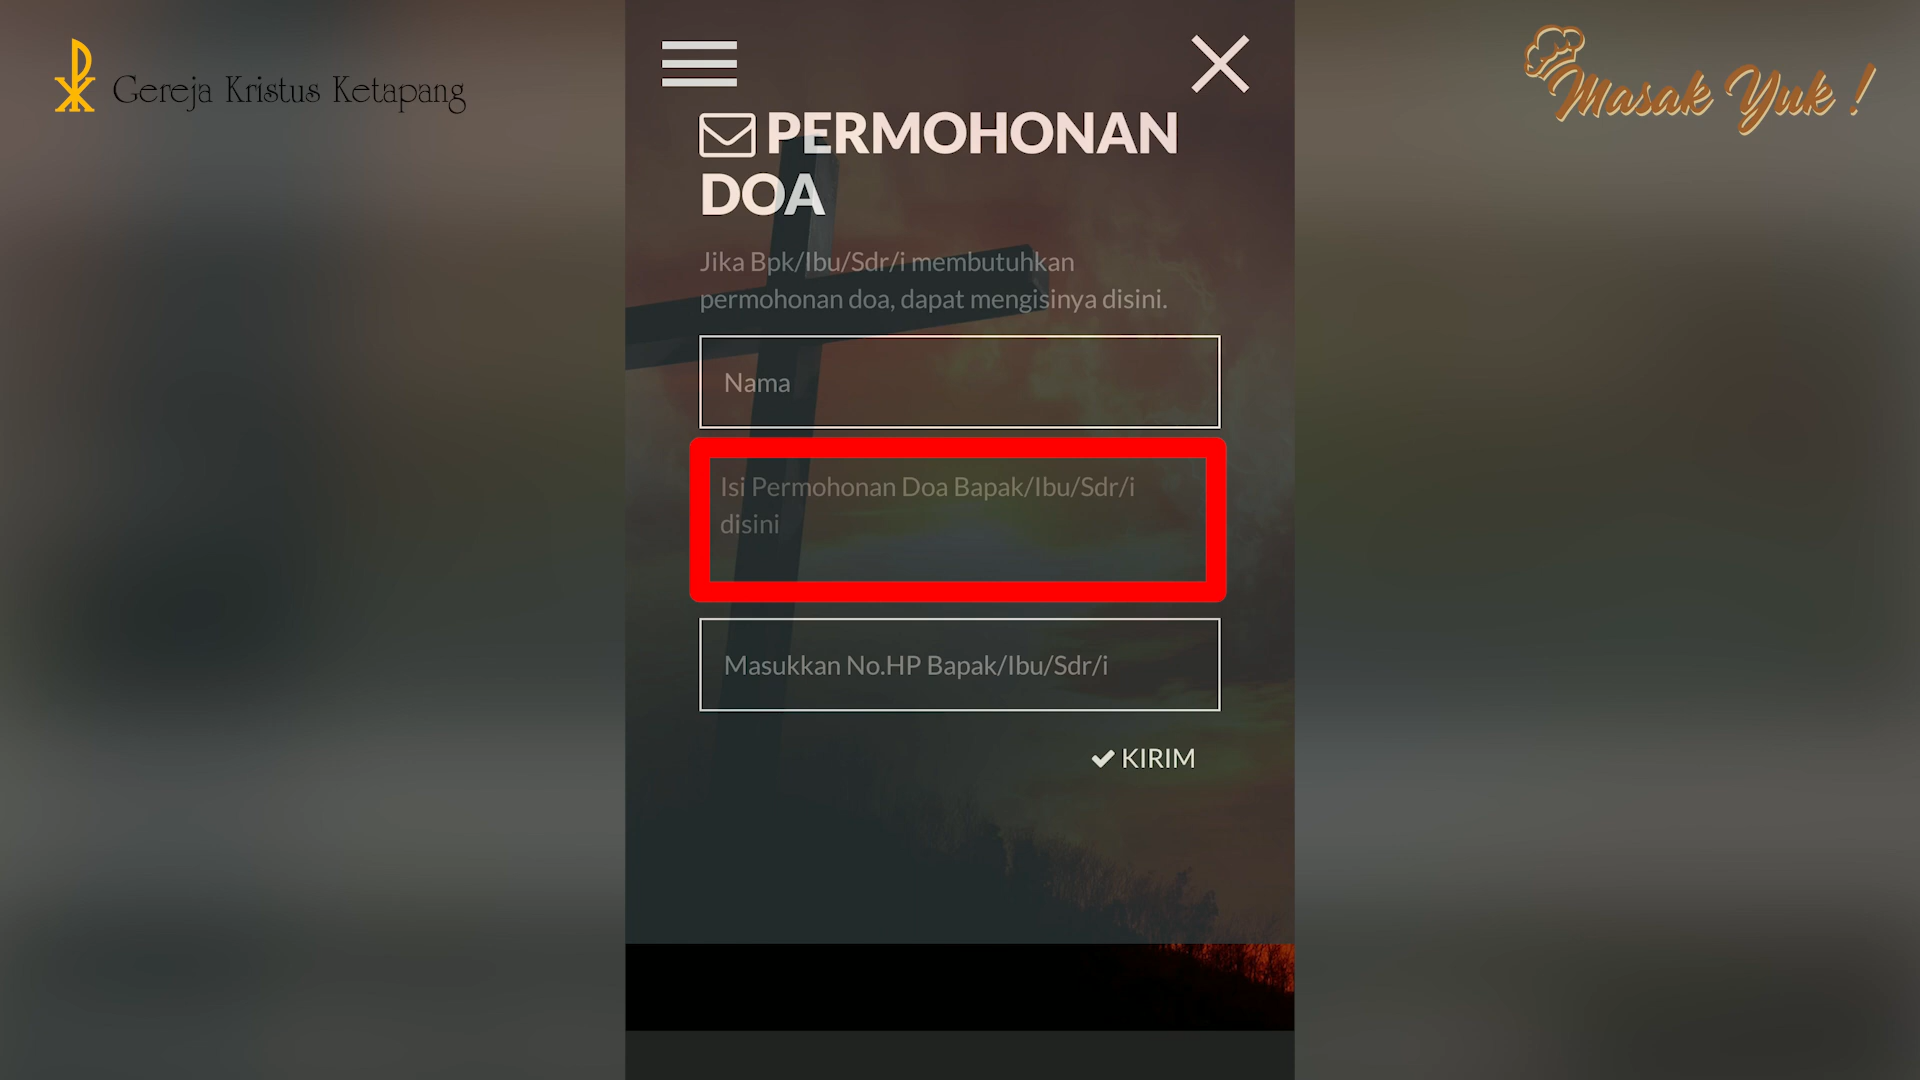 Gereja Kristus Ketapang
Masak Yuk !
PERMOHONAN
DOA
Jika Bpk/Ibu/Sdr/i membutuhkan
permohonan doa, dapat mengisinya disini.
Nama
Isi Permohonan Doa Bapak/Ibu/Sdr/i
disini
Masukkan No.HP Bapak/Ibu/Sdr/i
KIRIM